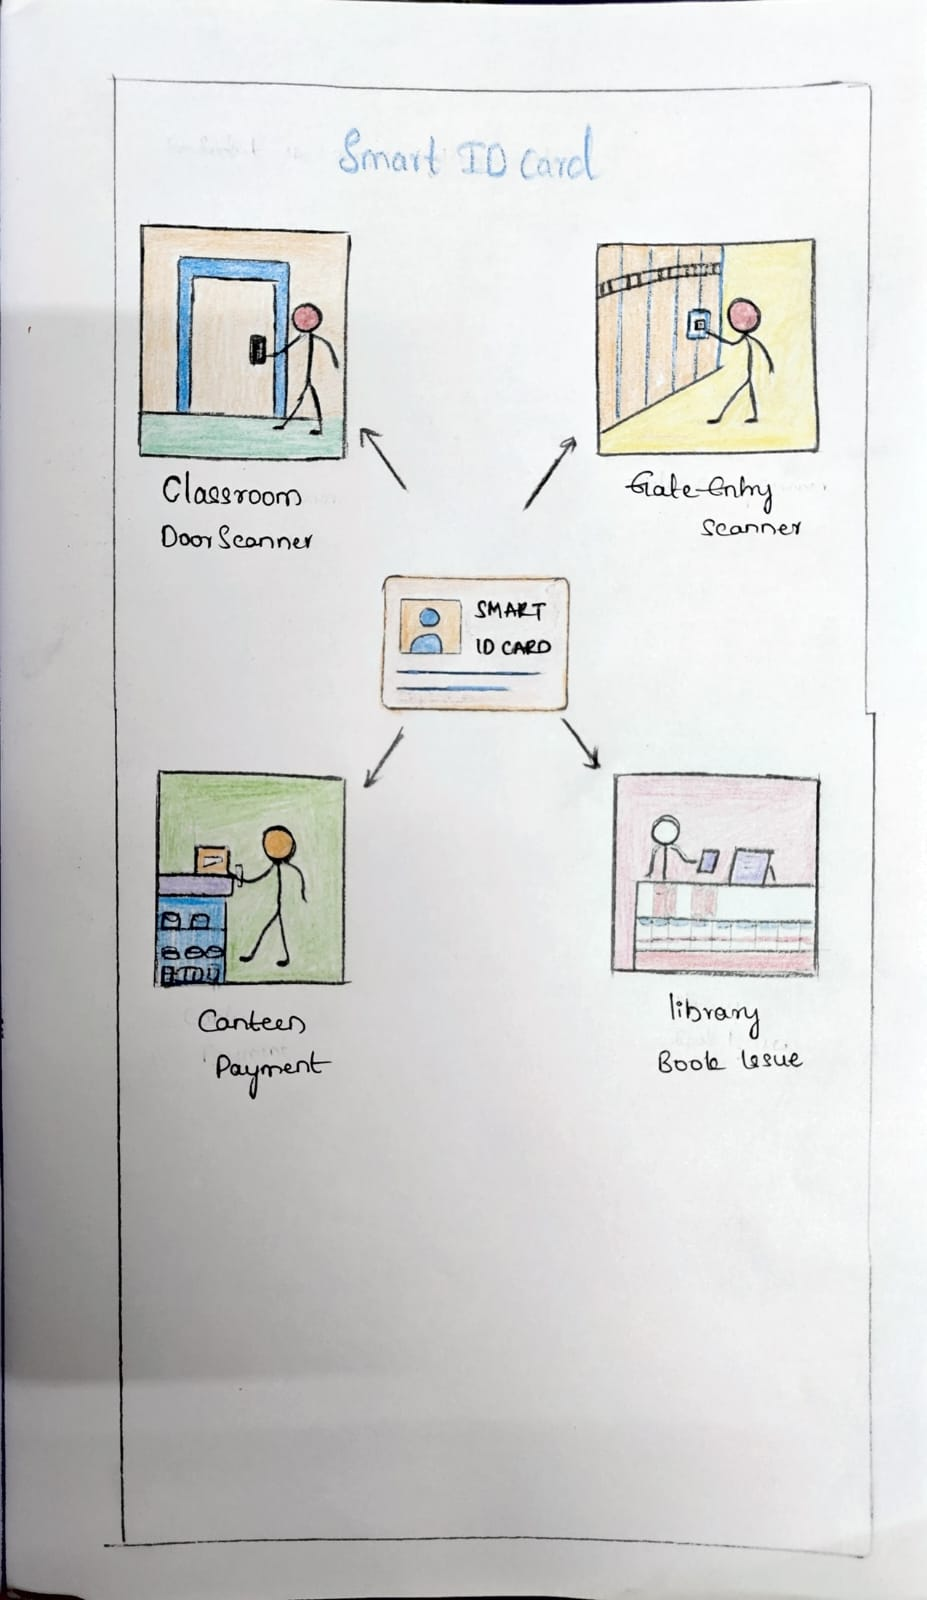 Smart ID Card
Classroom
Door Scanner
Gate Entry
Scanner
SMART
ID CARD
Canteen
Payment
library
Book Issue